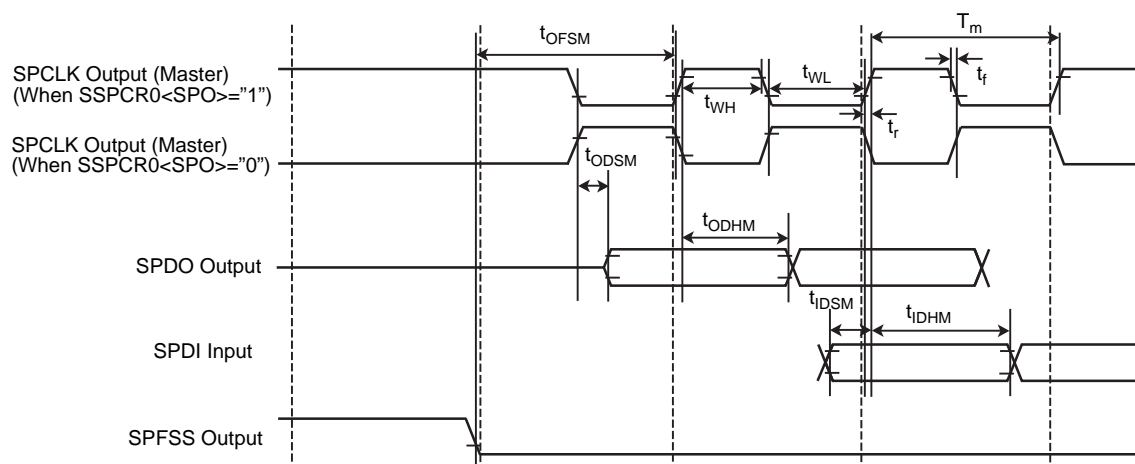 tOFSM
Tm
SPCLK Output (Master)
(When SSPCR0<SPO>="1")
tWH
tWL
tf
tr
SPCLK Output (Master)
(When SSPCR0<SPO>="0")
tODSM
tODHM
SPDO Output
tIDSM
tIDHM
SPDI Input
SPFSS Output